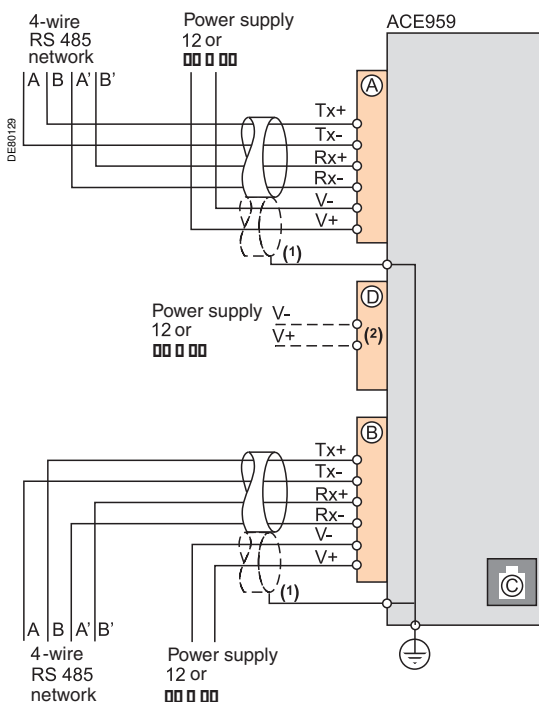 4-wire
RS 485
network
A B A' B'
Power supply
12 or
ACE959
DE80129
A
Tx+
Tx-
Rx+
Rx-
V-
V+
(1)
D
Power supply
12 or
V-
V+
(2)
B
Tx+
Tx-
Rx+
Rx-
V-
V+
(1)
C
A B A' B'
4-wire
RS 485
network
Power supply
12 or